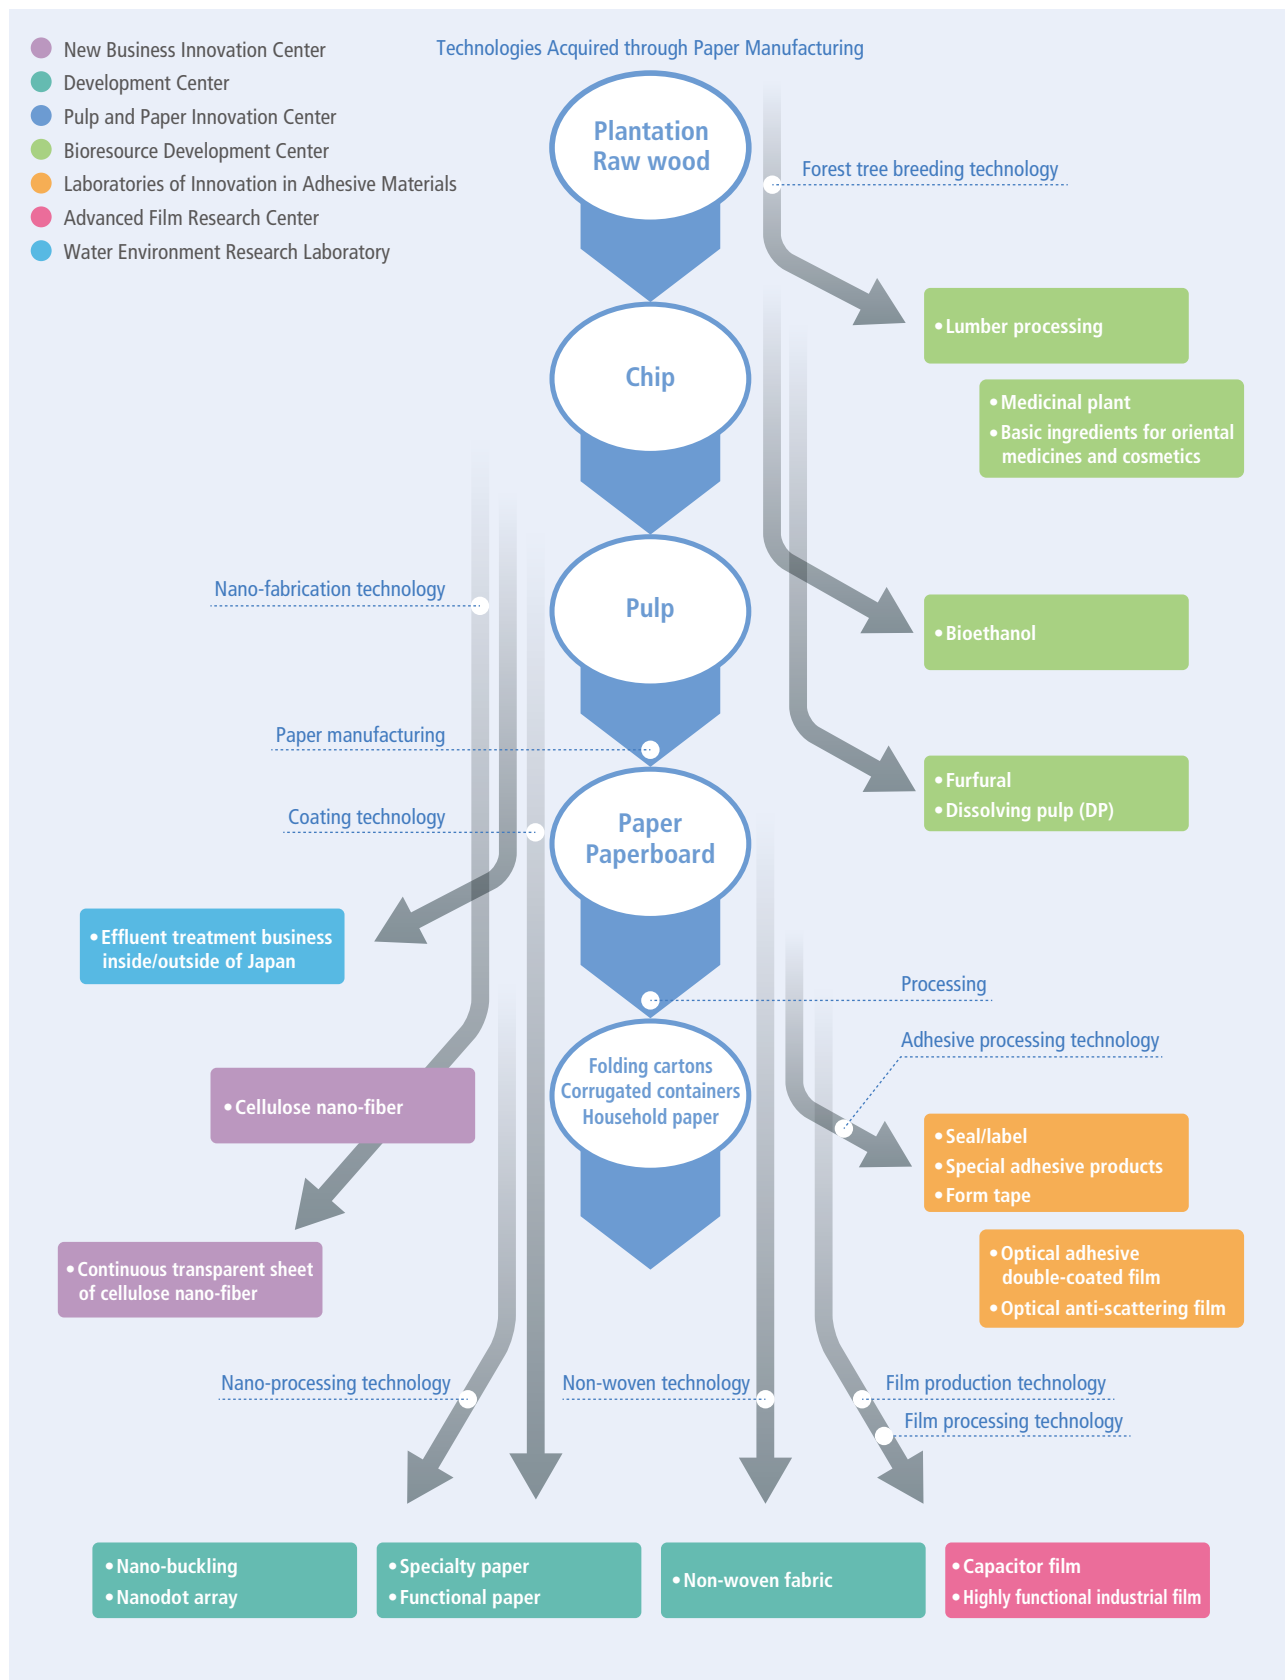 New Business Innovation Center
Development Center
Pulp and Paper Innovation Center
Bioresource Development Center
Laboratories of Innovation in Adhesive Materials
Advanced Film Research Center
Water Environment Research Laboratory
Technologies Acquired through Paper Manufacturing
Plantation
Raw wood
Forest tree breeding technology
• Lumber processing
Chip
• Medicinal plant
• Basic ingredients for oriental
medicines and cosmetics
Nano-fabrication technology
Pulp
• Bioethanol
Paper manufacturing
• Furfural
• Dissolving pulp (DP)
Coating technology
Paper
Paperboard
• Effluent treatment business
inside/outside of Japan
Processing
Adhesive processing technology
Folding cartons
Corrugated containers
Household paper
• Cellulose nano-fiber
• Seal/label
• Special adhesive products
• Form tape
• Continuous transparent sheet
of cellulose nano-fiber
• Optical adhesive
double-coated film
• Optical anti-scattering film
Nano-processing technology
Non-woven technology
Film production technology
Film processing technology
• Nano-buckling
• Nanodot array
• Specialty paper
• Functional paper
• Non-woven fabric
• Capacitor film
• Highly functional industrial film